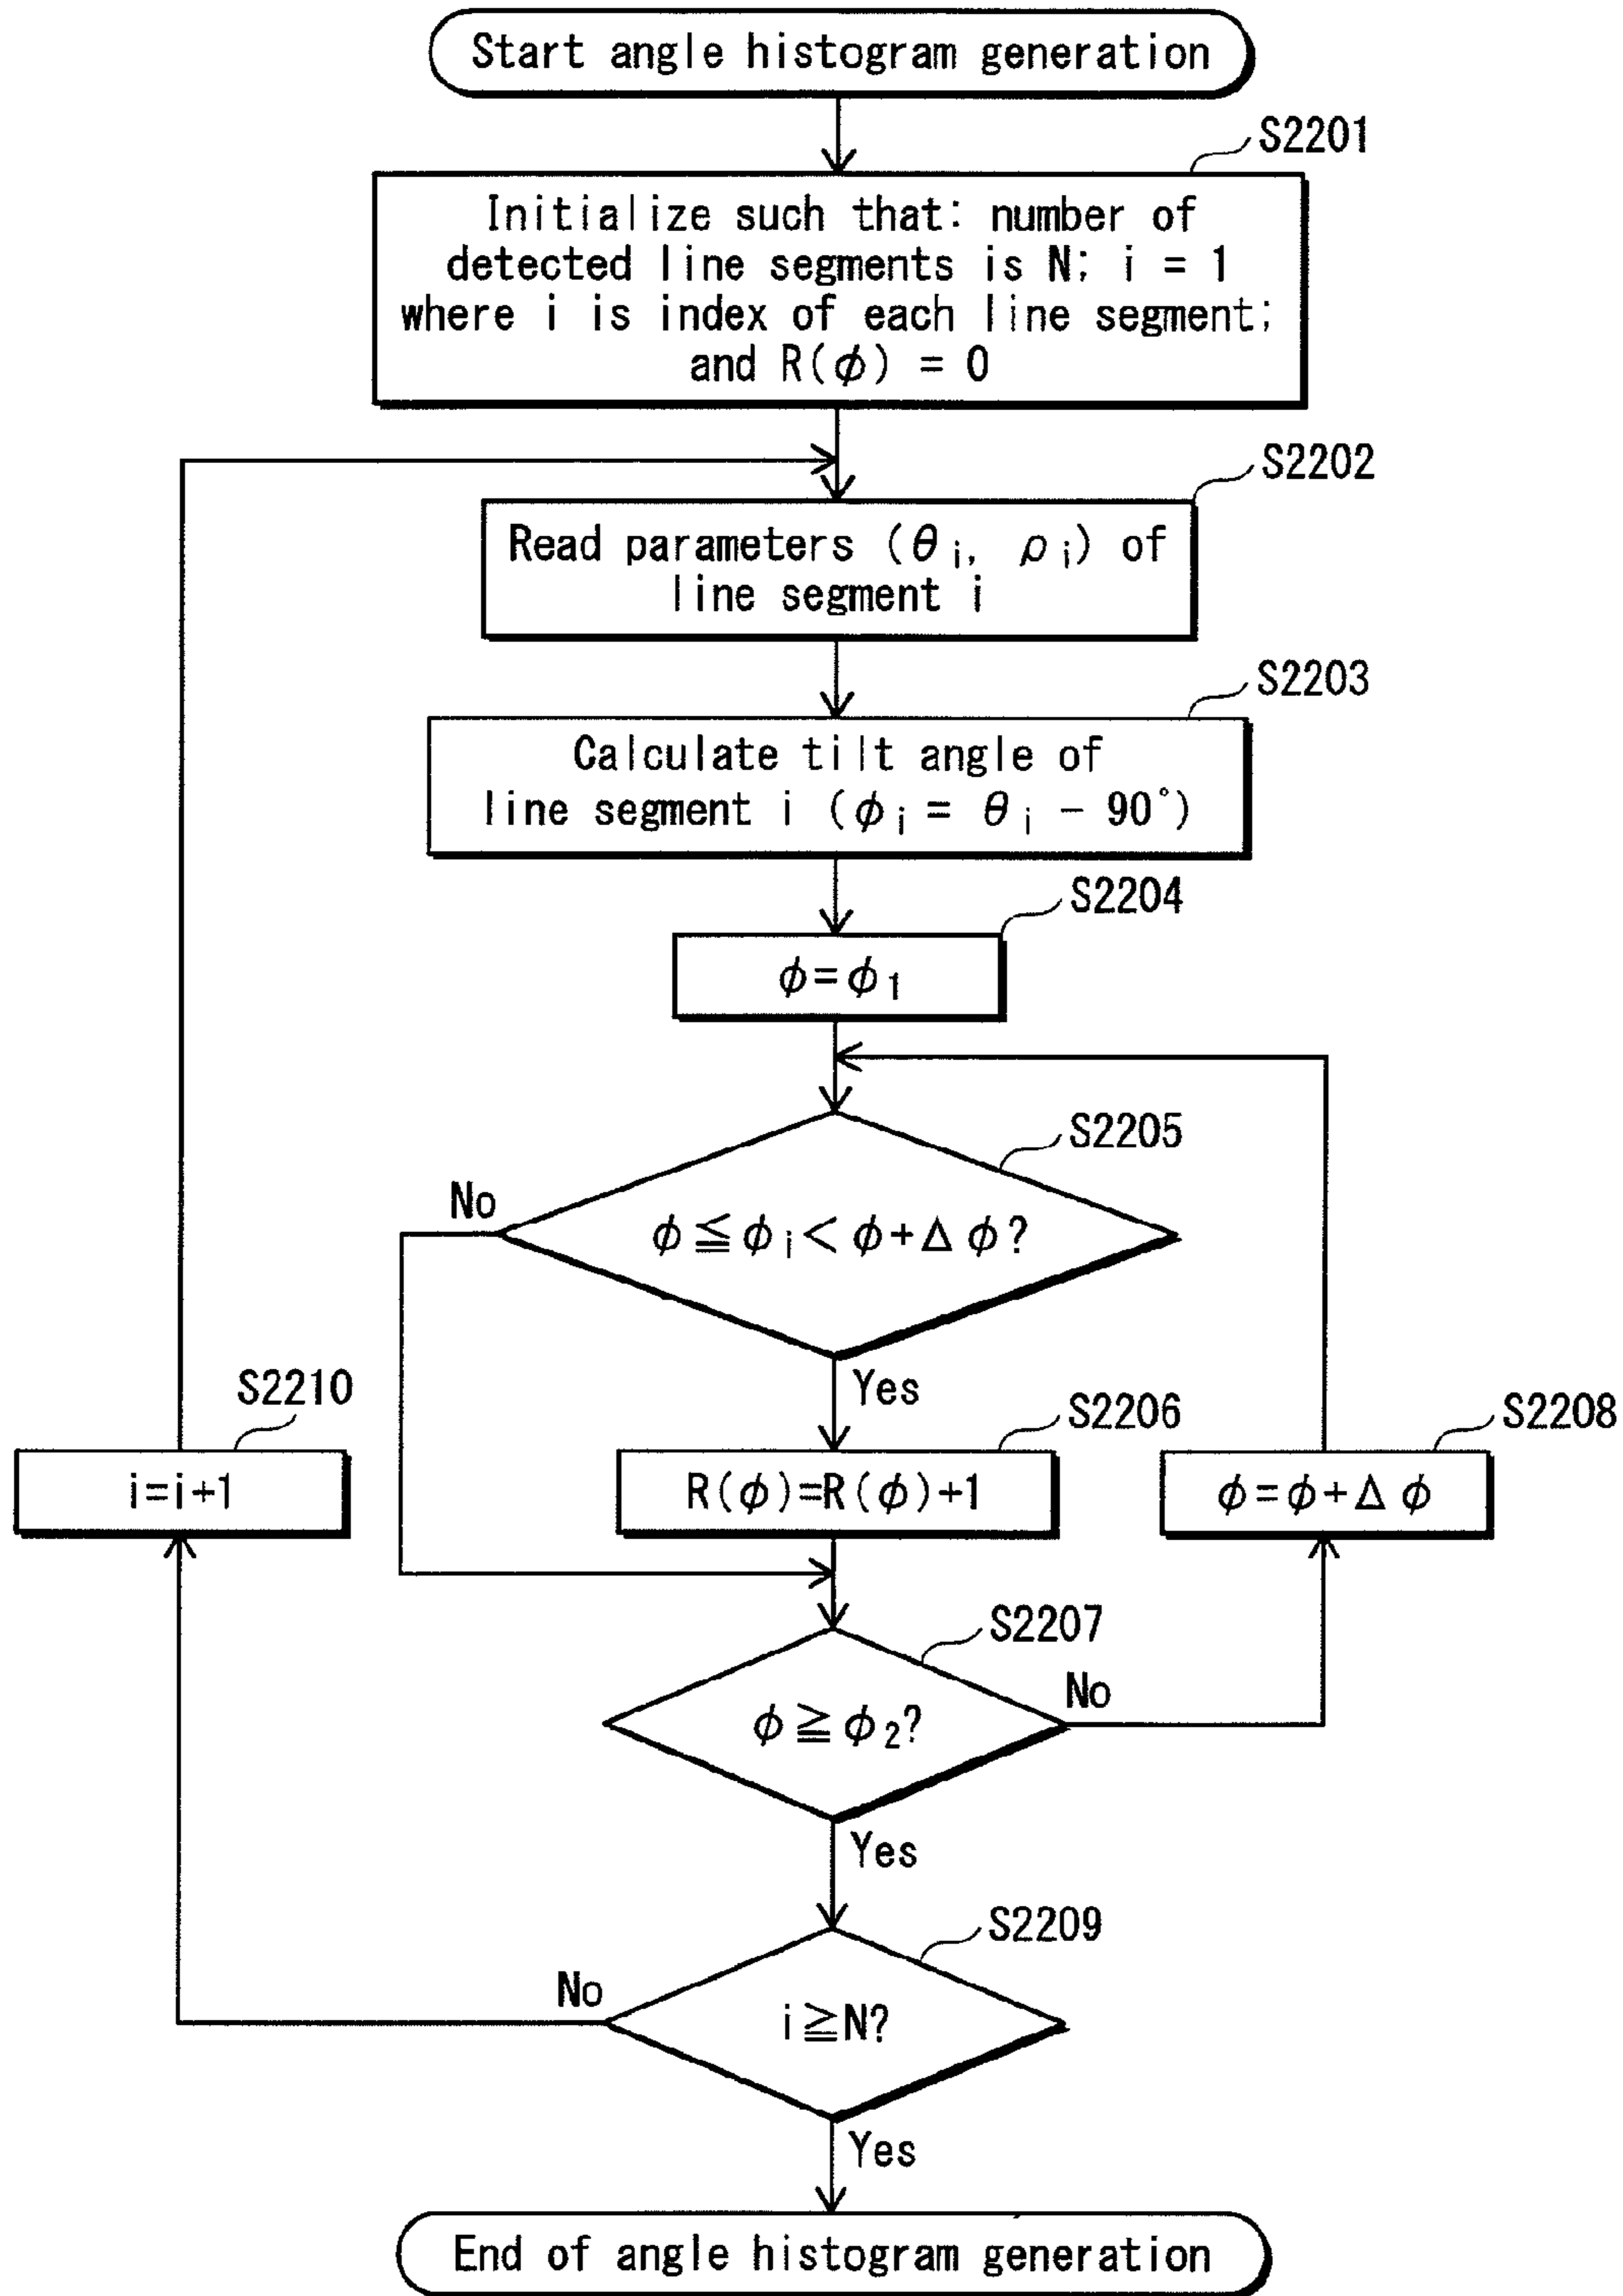 Start angle histogram generation
S2201
Initialize such that: number of
detected line segments is N; i = 1
where i is index of each line segment;
and R(ϕ) = 0
S2202
Read parameters (θi, ρi) of
line segment i
S2203
Calculate tilt angle of
line segment i (ϕi = θi − 90°)
S2204
ϕ=ϕ1
S2205
No
ϕ≦ϕi<ϕ+Δϕ?
Yes
S2210
i=i+1
S2206
R(ϕ)=R(ϕ)+1
S2208
ϕ=ϕ+Δϕ
S2207
No
ϕ≧ϕ2?
Yes
S2209
No
i≧N?
Yes
End of angle histogram generation